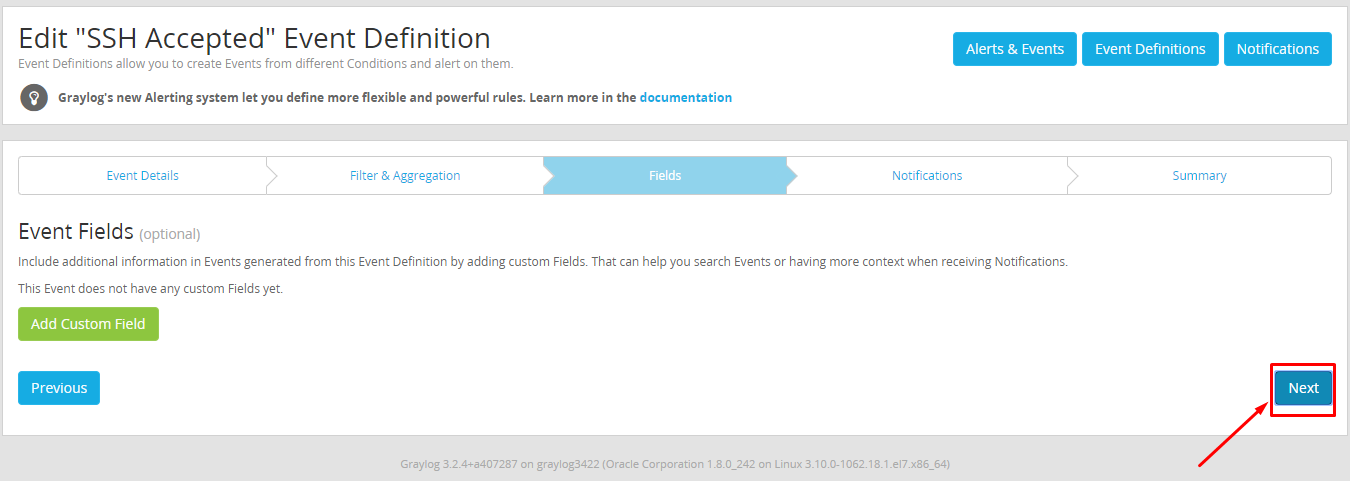 Edit "SSH Accepted" Event Definition
Event Definitions allow you to create Events from different Conditions and alert on them.
Alerts & Events
Event Definitions
Notifications
Graylog's new Alerting system let you define more flexible and powerful rules. Learn more in the documentation
Event Details
Filter & Aggregation
Fields
Notifications
Summary
Event Fields (optional)
Include additional information in Events generated from this Event Definition by adding custom Fields. That can help you search Events or having more context when receiving Notifications.
This Event does not have any custom Fields yet.
Add Custom Field
Previous
Next
Graylog 3.2.4+a407287 on graylog3422 (Oracle Corporation 1.8.0_242 on Linux 3.10.0-1062.18.1.el7.x86_64)